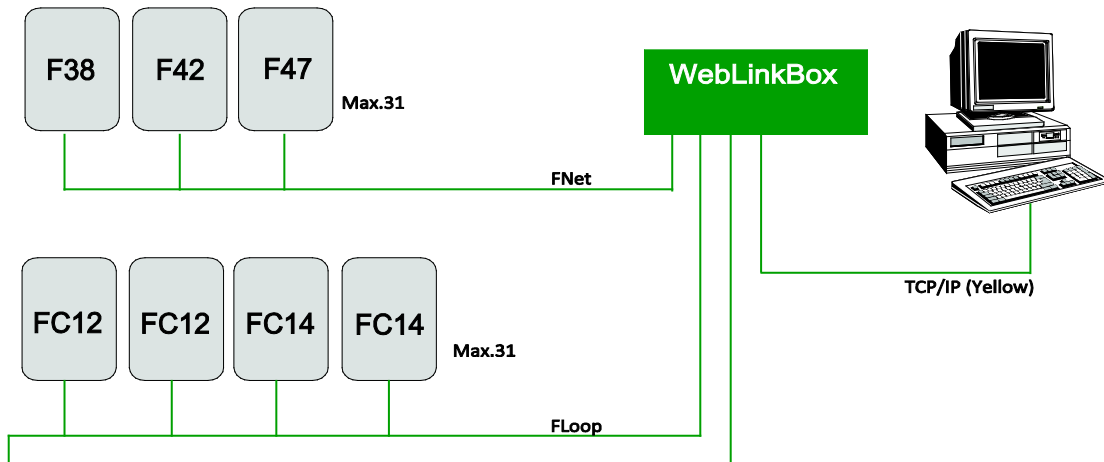 F38
F42
F47
Max.31
WebLinkBox
FNet
TCP/IP (Yellow)
FC12
FC12
FC14
FC14
Max.31
FLoop